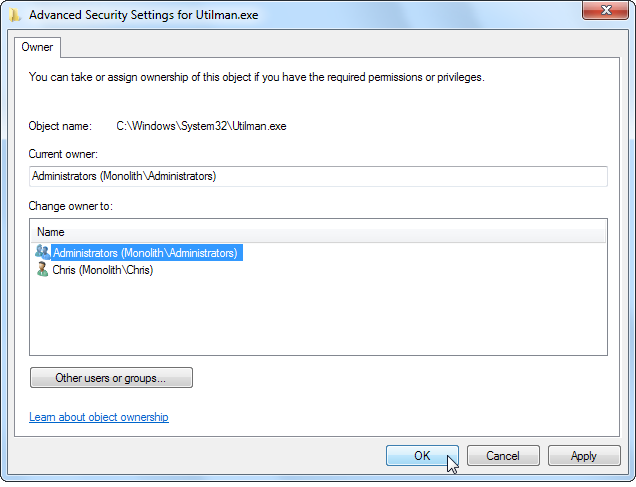 Advanced Security Settings for Utilman.exe
Owner
You can take or assign ownership of this object if you have the required permissions or privileges.
Object name: C:\Windows\System32\Utilman.exe
Current owner:
Administrators (Monolith\Administrators)
Change owner to:
Name
Administrators (Monolith\Administrators)
Chris (Monolith\Chris)
Other users or groups...
Learn about object ownership
OK Cancel Apply